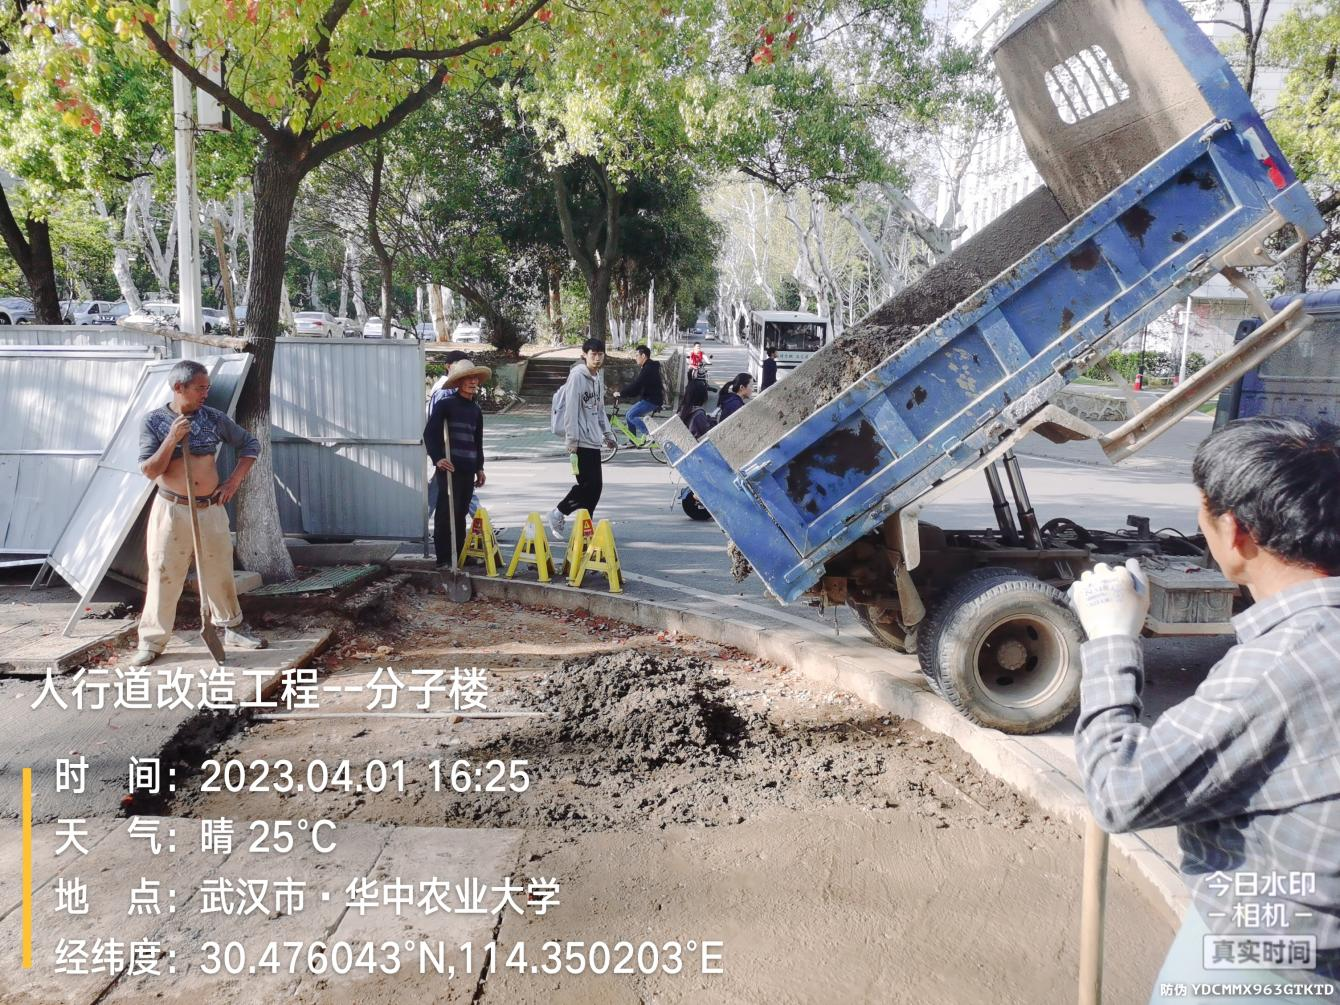 人行道改造工程--分子楼
时 间：2023.04.01 16:25
天 气：晴 25°C
地 点：武汉市·华中农业大学
经纬度：30.476043°N,114.350203°E
今日水印
-相机-
真实时间
防伪 YDCMMX963GTKTD